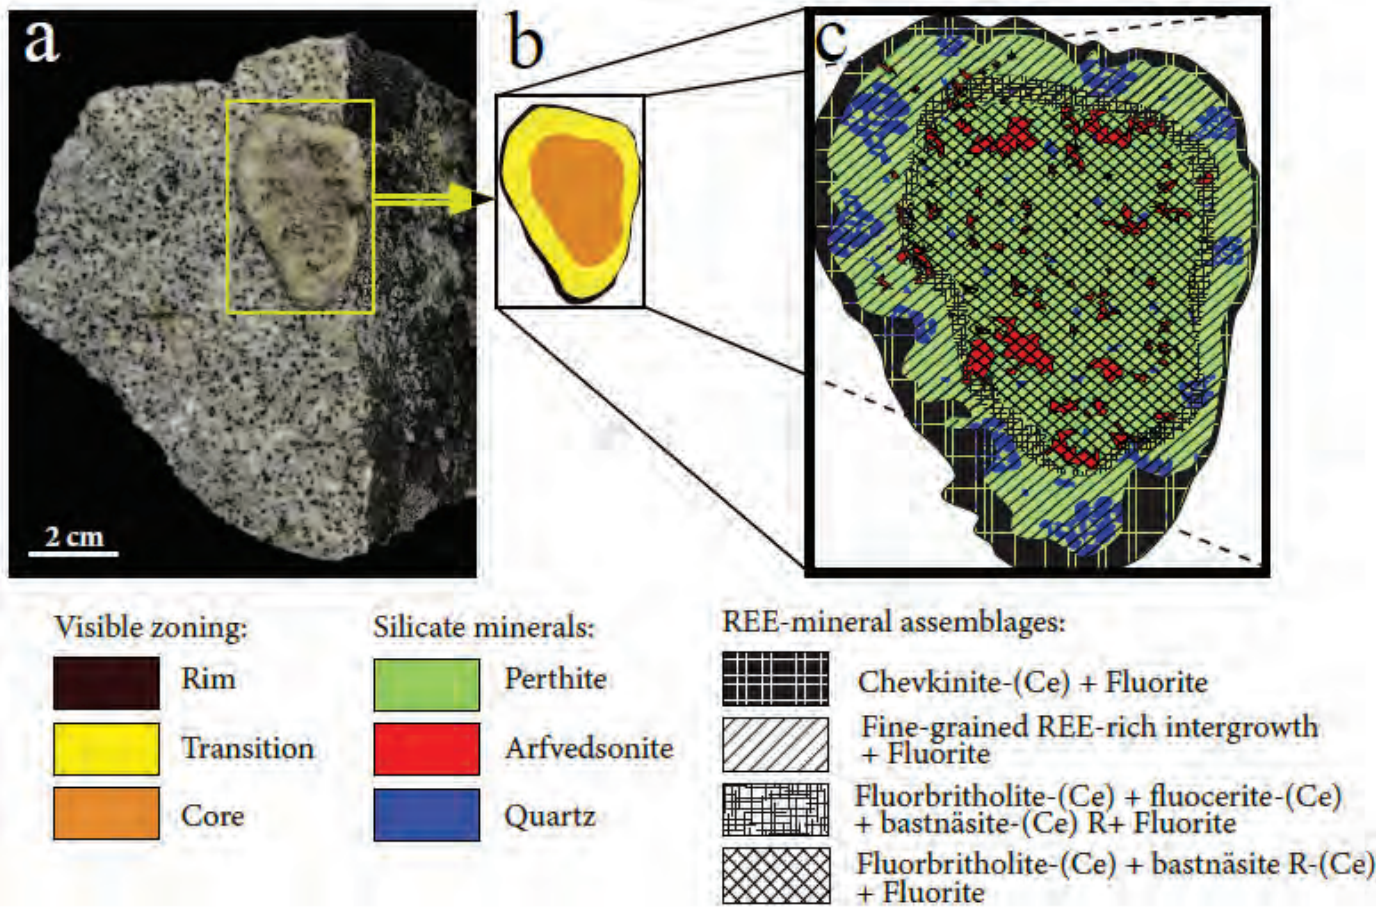 a
b
c
2 cm
Visible zoning:
Rim
Transition
Core
Silicate minerals:
Perthite
Arfvedsonite
Quartz
REE-mineral assemblages:
Chevkinite-(Ce) + Fluorite
Fine-grained REE-rich intergrowth
+ Fluorite
Fluorbritholite-(Ce) + fluocerite-(Ce)
+ bastnäsite-(Ce) R+ Fluorite
Fluorbritholite-(Ce) + bastnäsite R-(Ce)
+ Fluorite